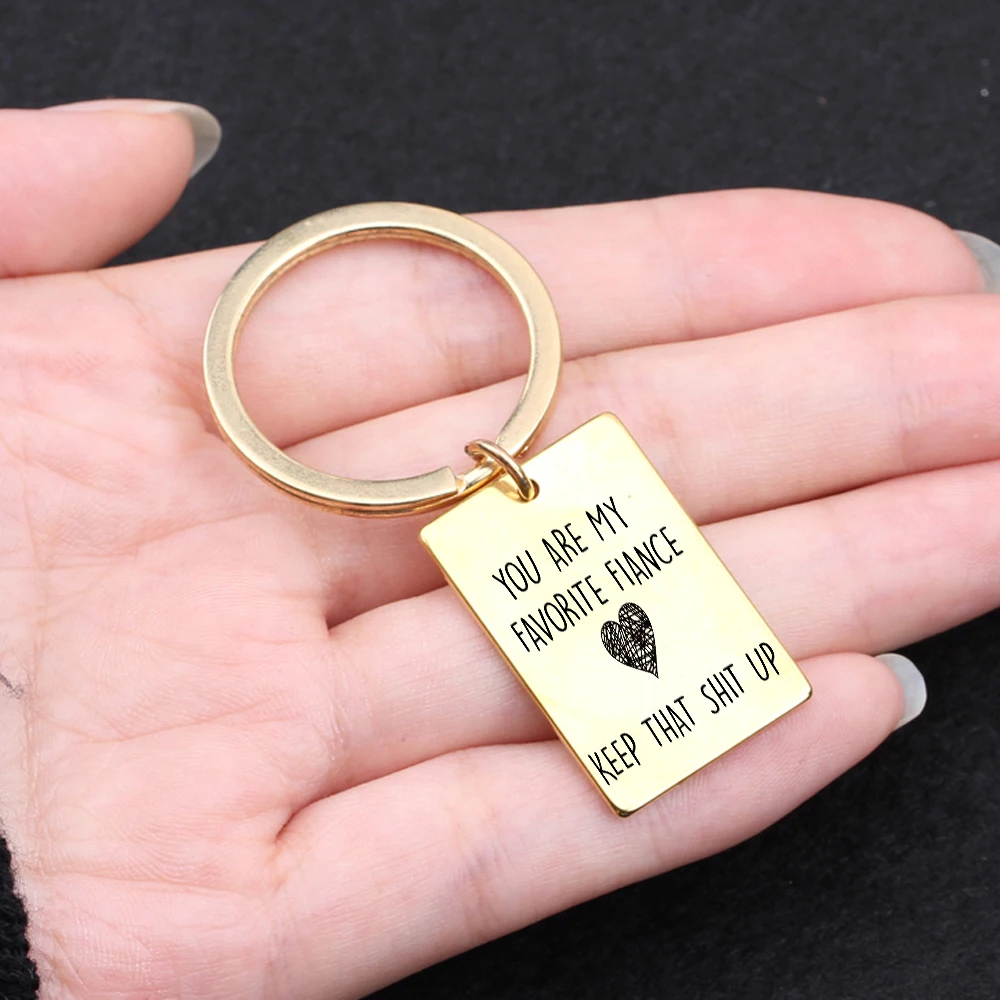 YOU ARE MY
FAVORITE FIANCE
KEEP THAT SHIT UP